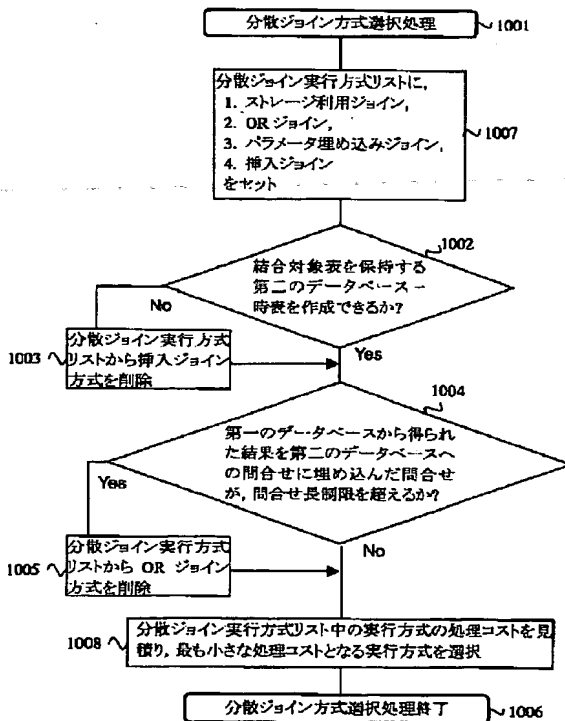 分散ジョイン方式選択処理
1001
分散ジョイン実行方式リストに,
1. ストレージ利用ジョイン,
2. OR ジョイン,
3. パラメータ埋め込みジョイン,
4. 挿入ジョイン
をセット
1007
1002
結合対象表を保持する
第二のデータベース一
時表を作成できるか?
No
Yes
1003
分散ジョイン実行方式
リストから挿入ジョイン
方式を削除
1004
第一のデータベースから得られ
た結果を第二のデータベースへ
の問合せに埋め込んだ問合せ
が, 問合せ長制限を超えるか?
Yes
No
1005
分散ジョイン実行方式
リストから OR ジョイン
方式を削除
1008
分散ジョイン実行方式リスト中の実行方式の処理コストを見
積り, 最も小さな処理コストとなる実行方式を選択
分散ジョイン方式選択処理終了
1006